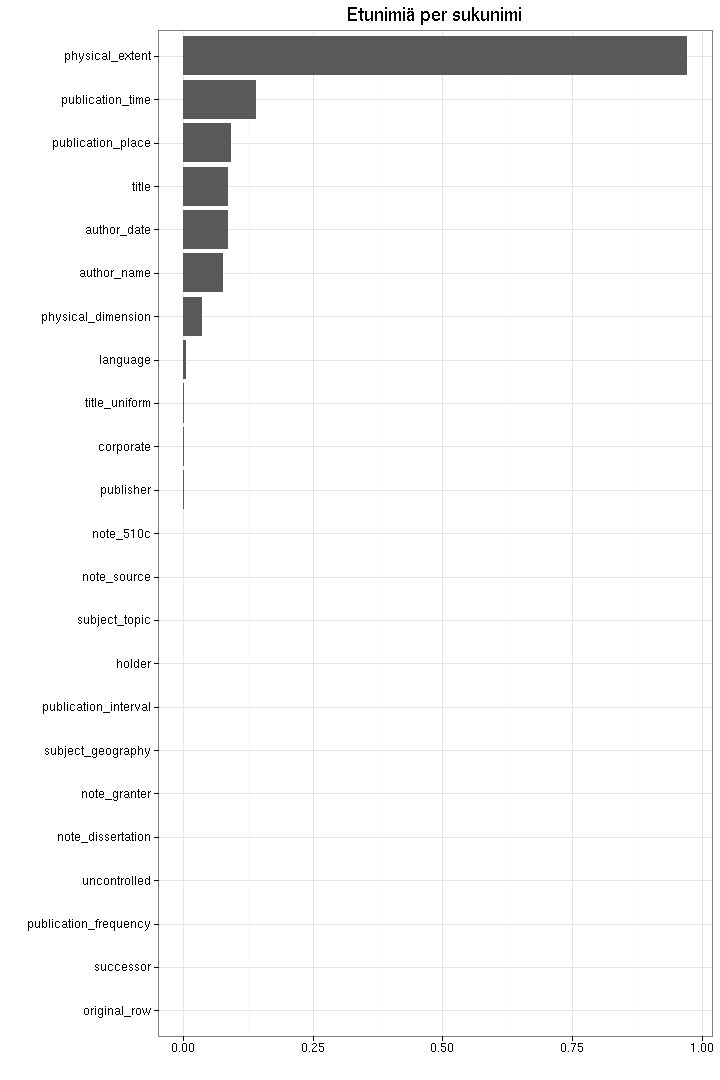 Etunimiä per sukunimi
physical_extent
publication_time
publication_place
title
author_date
author_name
physical_dimension
language
title_uniform
corporate
publisher
note_510c
note_source
subject_topic
holder
publication_interval
subject_geography
note_granter
note_dissertation
uncontrolled
publication_frequency
successor
original_row
0.00 0.25 0.50 0.75 1.00